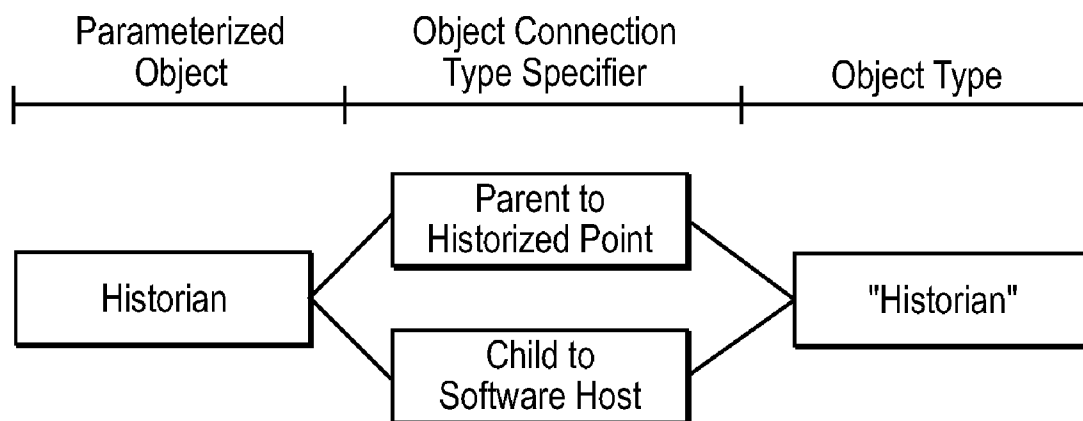 Parameterized
Object
Object Connection
Type Specifier
Object Type
Historian
Parent to
Historized Point
Child to
Software Host
"Historian"